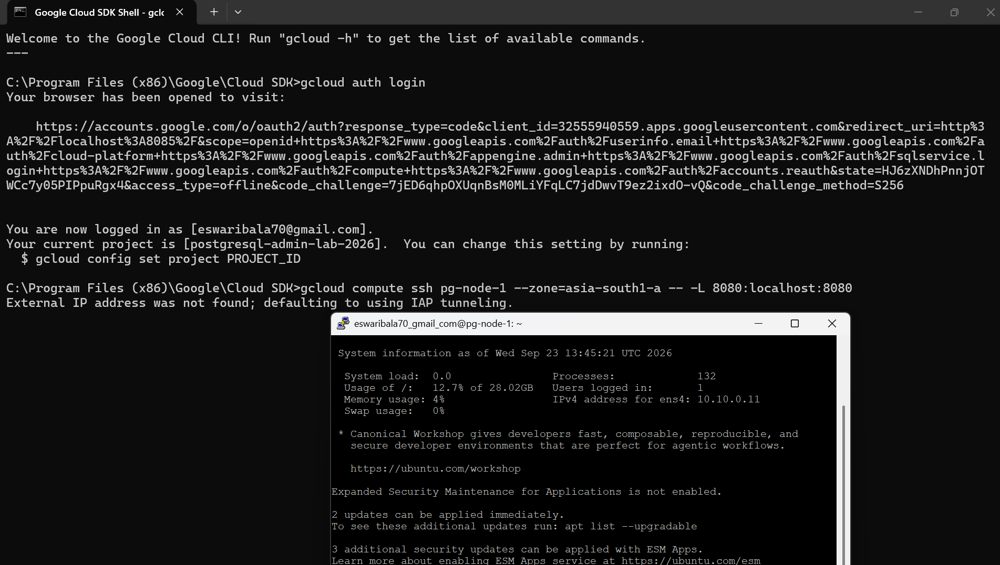 Google Cloud SDK Shell - gclc
Welcome to the Google Cloud CLI! Run "gcloud -h" to get the list of available commands.
---
C:\Program Files (x86)\Google\Cloud SDK>gcloud auth login
Your browser has been opened to visit:
https://accounts.google.com/o/oauth2/auth?response_type=code&client_id=32555940559.apps.googleusercontent.com&redirect_uri=http%3
A%2F%2Flocalhost%3A8085%2F&scope=openid+https%3A%2F%2Fwww.googleapis.com%2Fauth%2Fuserinfo.email+https%3A%2F%2Fwww.googleapis.com%2Fa
uth%2Fcloud-platform+https%3A%2F%2Fwww.googleapis.com%2Fauth%2Fappengine.admin+https%3A%2F%2Fwww.googleapis.com%2Fauth%2Fsqlservice.l
ogin+https%3A%2F%2Fwww.googleapis.com%2Fauth%2Fcompute+https%3A%2F%2Fwww.googleapis.com%2Fauth%2Faccounts.reauth&state=HJ6zXNDhPnnjOT
WCc7y05PIPpuRgx4&access_type=offline&code_challenge=7jED6qhpOXUqnBsM0MLiYFqLC7jdDwvT9ez2ixdO-vQ&code_challenge_method=S256
You are now logged in as [eswaribala70@gmail.com].
Your current project is [postgresql-admin-lab-2026].  You can change this setting by running:
$ gcloud config set project PROJECT_ID
C:\Program Files (x86)\Google\Cloud SDK>gcloud compute ssh pg-node-1 --zone=asia-south1-a -- -L 8080:localhost:8080
External IP address was not found; defaulting to using IAP tunneling.
eswaribala70_gmail_com@pg-node-1: ~
System information as of Wed Sep 23 13:45:21 UTC 2026
System load:  0.0                Processes:             132
Usage of /:   12.7% of 28.02GB   Users logged in:       1
Memory usage: 4%                 IPv4 address for ens4: 10.10.0.11
Swap usage:   0%
* Canonical Workshop gives developers fast, composable, reproducible, and
secure developer environments that are perfect for agentic workflows.
https://ubuntu.com/workshop
Expanded Security Maintenance for Applications is not enabled.
2 updates can be applied immediately.
To see these additional updates run: apt list --upgradable
3 additional security updates can be applied with ESM Apps.
Learn more about enabling ESM Apps service at https://ubuntu.com/esm